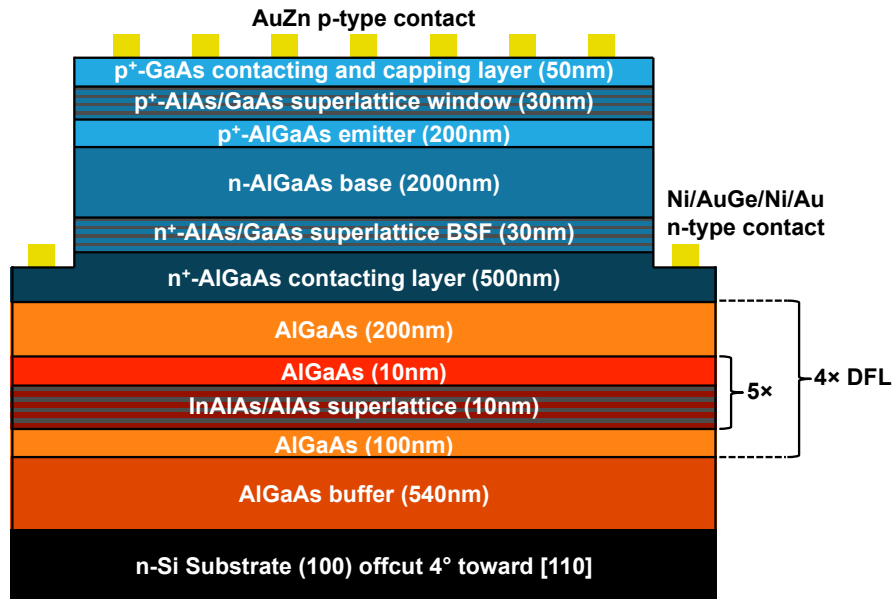 AuZn p-type contact
p⁺-GaAs contacting and capping layer (50nm)
p⁺-AlAs/GaAs superlattice window (30nm)
p⁺-AlGaAs emitter (200nm)
n-AlGaAs base (2000nm)
Ni/AuGe/Ni/Au
n-type contact
n⁺-AlAs/GaAs superlattice BSF (30nm)
n⁺-AlGaAs contacting layer (500nm)
AlGaAs (200nm)
AlGaAs (10nm)
5×
4× DFL
InAlAs/AlAs superlattice (10nm)
AlGaAs (100nm)
AlGaAs buffer (540nm)
n-Si Substrate (100) offcut 4° toward [110]